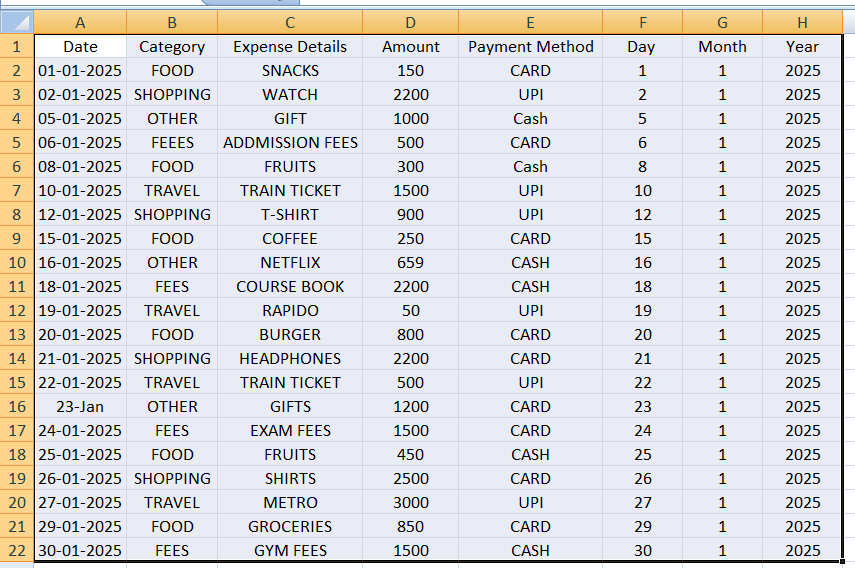 A B C D E F G H
1 Date Category Expense Details Amount Payment Method Day Month Year
2 01-01-2025 FOOD SNACKS 150 CARD 1 1 2025
3 02-01-2025 SHOPPING WATCH 2200 UPI 2 1 2025
4 05-01-2025 OTHER GIFT 1000 Cash 5 1 2025
5 06-01-2025 FEEES ADDMISSION FEES 500 CARD 6 1 2025
6 08-01-2025 FOOD FRUITS 300 Cash 8 1 2025
7 10-01-2025 TRAVEL TRAIN TICKET 1500 UPI 10 1 2025
8 12-01-2025 SHOPPING T-SHIRT 900 UPI 12 1 2025
9 15-01-2025 FOOD COFFEE 250 CARD 15 1 2025
10 16-01-2025 OTHER NETFLIX 659 CASH 16 1 2025
11 18-01-2025 FEES COURSE BOOK 2200 CASH 18 1 2025
12 19-01-2025 TRAVEL RAPIDO 50 UPI 19 1 2025
13 20-01-2025 FOOD BURGER 800 CARD 20 1 2025
14 21-01-2025 SHOPPING HEADPHONES 2200 CARD 21 1 2025
15 22-01-2025 TRAVEL TRAIN TICKET 500 UPI 22 1 2025
16 23-Jan OTHER GIFTS 1200 CARD 23 1 2025
17 24-01-2025 FEES EXAM FEES 1500 CARD 24 1 2025
18 25-01-2025 FOOD FRUITS 450 CASH 25 1 2025
19 26-01-2025 SHOPPING SHIRTS 2500 CARD 26 1 2025
20 27-01-2025 TRAVEL METRO 3000 UPI 27 1 2025
21 29-01-2025 FOOD GROCERIES 850 CARD 29 1 2025
22 30-01-2025 FEES GYM FEES 1500 CASH 30 1 2025